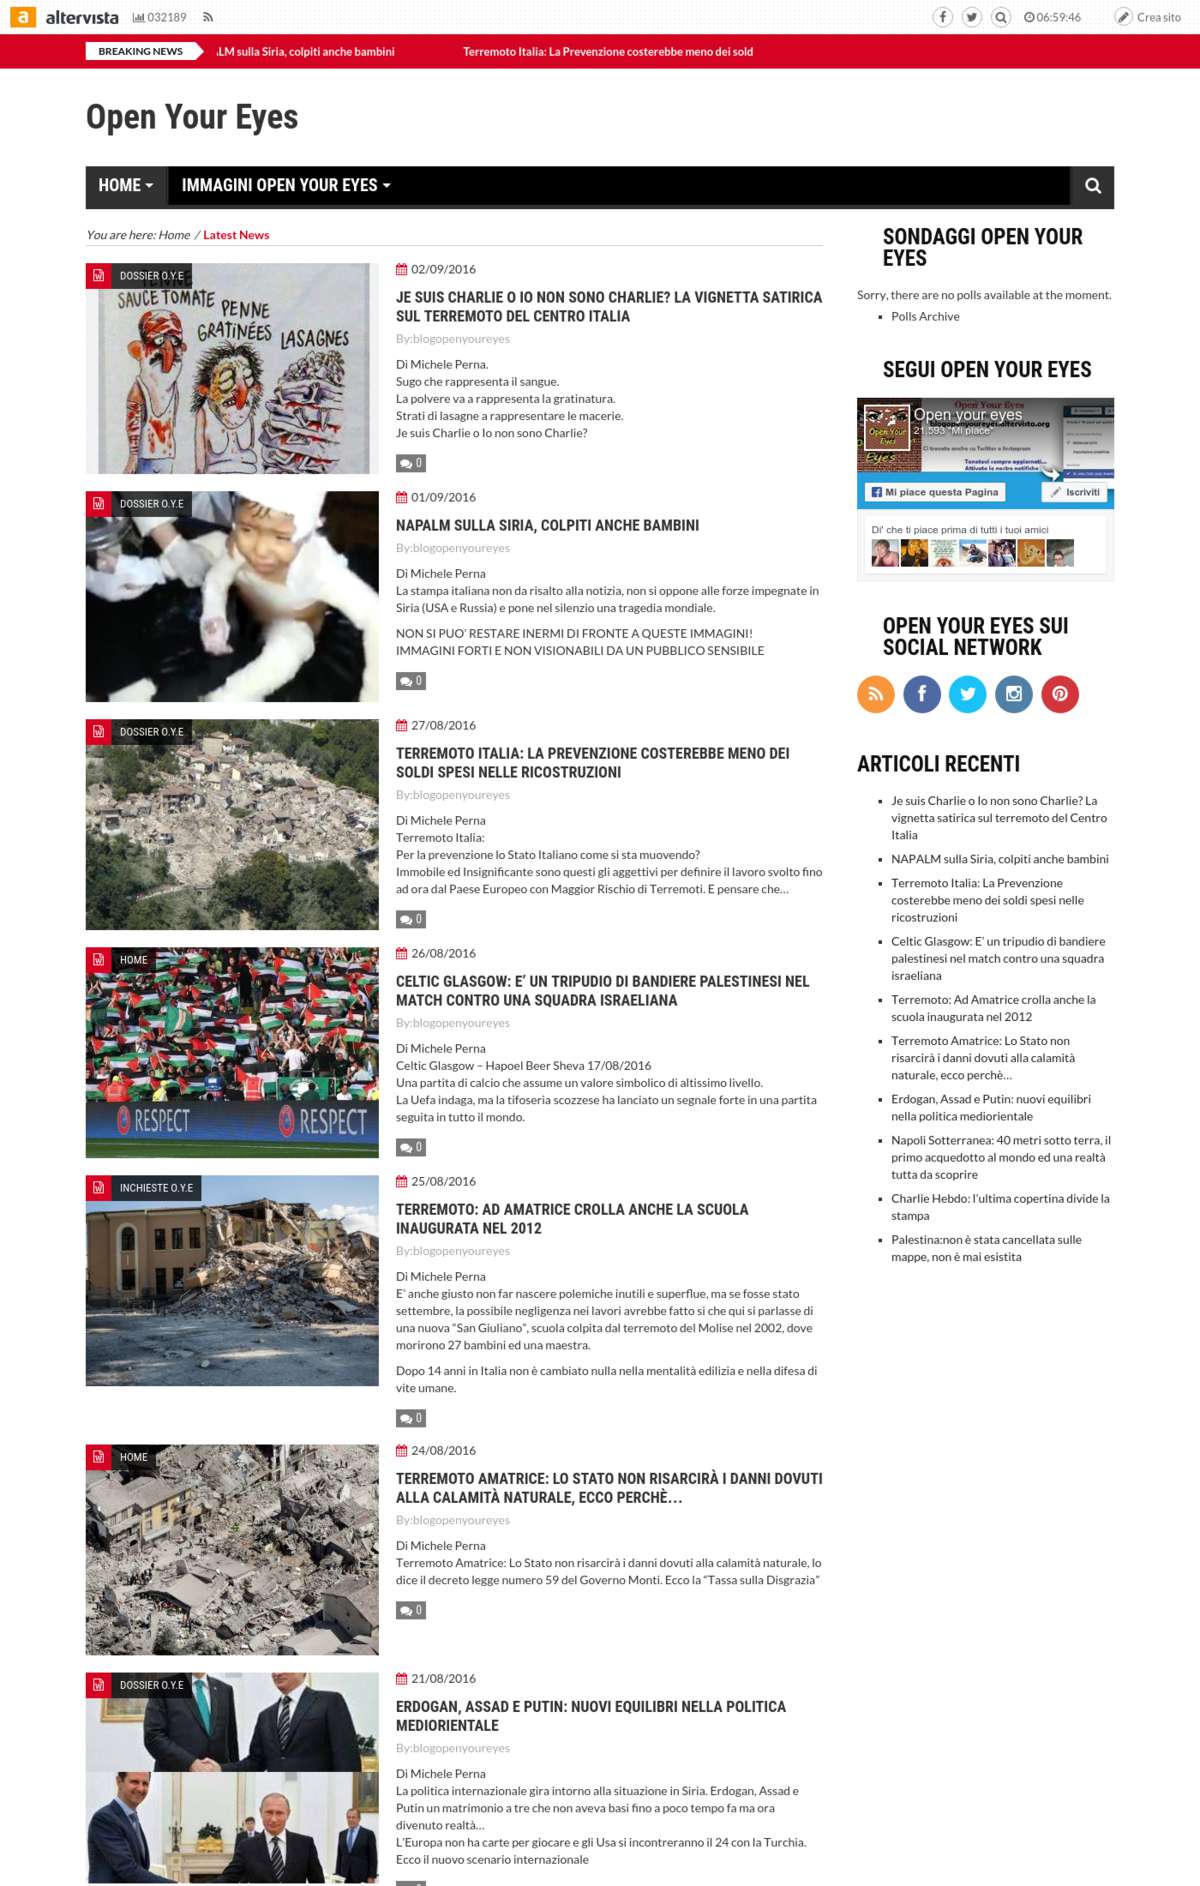 altervista
032189
06:59:46
Crea sito
BREAKING NEWS
LM sulla Siria, colpiti anche bambini
Terremoto Italia: La Prevenzione costerebbe meno dei sold
Open Your Eyes
HOME
IMMAGINI OPEN YOUR EYES
You are here: Home / Latest News
DOSSIER O.Y.E
SAUCE TOMATE
PENNE
GRATINÉES
LASAGNES
02/09/2016
JE SUIS CHARLIE O IO NON SONO CHARLIE? LA VIGNETTA SATIRICA
SUL TERREMOTO DEL CENTRO ITALIA
By:blogopenyoureyes
Di Michele Perna.
Sugo che rappresenta il sangue.
La polvere va a rappresenta la gratinatura.
Strati di lasagne a rappresentare le macerie.
Je suis Charlie o Io non sono Charlie?
0
DOSSIER O.Y.E
01/09/2016
NAPALM SULLA SIRIA, COLPITI ANCHE BAMBINI
By:blogopenyoureyes
Di Michele Perna
La stampa italiana non da risalto alla notizia, non si oppone alle forze impegnate in
Siria (USA e Russia) e pone nel silenzio una tragedia mondiale.
NON SI PUO' RESTARE INERMI DI FRONTE A QUESTE IMMAGINI!
IMMAGINI FORTI E NON VISIONABILI DA UN PUBBLICO SENSIBILE
0
DOSSIER O.Y.E
27/08/2016
TERREMOTO ITALIA: LA PREVENZIONE COSTEREBBE MENO DEI
SOLDI SPESI NELLE RICOSTRUZIONI
By:blogopenyoureyes
Di Michele Perna
Terremoto Italia:
Per la prevenzione lo Stato Italiano come si sta muovendo?
Immobile ed Insignificante sono questi gli aggettivi per definire il lavoro svolto fino
ad ora dal Paese Europeo con Maggior Rischio di Terremoti. E pensare che…
0
HOME
RESPECT
RESPECT
26/08/2016
CELTIC GLASGOW: E’ UN TRIPUDIO DI BANDIERE PALESTINESI NEL
MATCH CONTRO UNA SQUADRA ISRAELIANA
By:blogopenyoureyes
Di Michele Perna
Celtic Glasgow – Hapoel Beer Sheva 17/08/2016
Una partita di calcio che assume un valore simbolico di altissimo livello.
La Uefa indaga, ma la tifoseria scozzese ha lanciato un segnale forte in una partita
seguita in tutto il mondo.
0
INCHIESTE O.Y.E
25/08/2016
TERREMOTO: AD AMATRICE CROLLA ANCHE LA SCUOLA
INAUGURATA NEL 2012
By:blogopenyoureyes
Di Michele Perna
E' anche giusto non far nascere polemiche inutili e superflue, ma se fosse stato
settembre, la possibile negligenza nei lavori avrebbe fatto si che qui si parlasse di
una nuova “San Giuliano”, scuola colpita dal terremoto del Molise nel 2002, dove
morirono 27 bambini ed una maestra.
Dopo 14 anni in Italia non è cambiato nulla nella mentalità edilizia e nella difesa di
vite umane.
0
HOME
24/08/2016
TERREMOTO AMATRICE: LO STATO NON RISARCIRÀ I DANNI DOVUTI
ALLA CALAMITÀ NATURALE, ECCO PERCHÈ…
By:blogopenyoureyes
Di Michele Perna
Terremoto Amatrice: Lo Stato non risarcirà i danni dovuti alla calamità naturale, lo
dice il decreto legge numero 59 del Governo Monti. Ecco la “Tassa sulla Disgrazia”
0
DOSSIER O.Y.E
21/08/2016
ERDOGAN, ASSAD E PUTIN: NUOVI EQUILIBRI NELLA POLITICA
MEDIORIENTALE
By:blogopenyoureyes
Di Michele Perna
La politica internazionale gira intorno alla situazione in Siria. Erdogan, Assad e
Putin un matrimonio a tre che non aveva basi fino a poco tempo fa ma ora
divenuto realtà…
L'Europa non ha carte per giocare e gli Usa si incontreranno il 24 con la Turchia.
Ecco il nuovo scenario internazionale
SONDAGGI OPEN YOUR
EYES
Sorry, there are no polls available at the moment.
Polls Archive
SEGUI OPEN YOUR EYES
Open your eyes
21.593 "Mi piace"
Mi piace questa Pagina
Iscriviti
Di' che ti piace prima di tutti i tuoi amici
OPEN YOUR EYES SUI
SOCIAL NETWORK
ARTICOLI RECENTI
Je suis Charlie o Io non sono Charlie? La
vignetta satirica sul terremoto del Centro
Italia
NAPALM sulla Siria, colpiti anche bambini
Terremoto Italia: La Prevenzione
costerebbe meno dei soldi spesi nelle
ricostruzioni
Celtic Glasgow: E’ un tripudio di bandiere
palestinesi nel match contro una squadra
israeliana
Terremoto: Ad Amatrice crolla anche la
scuola inaugurata nel 2012
Terremoto Amatrice: Lo Stato non
risarcirà i danni dovuti alla calamità
naturale, ecco perchè…
Erdogan, Assad e Putin: nuovi equilibri
nella politica mediorientale
Napoli Sotterranea: 40 metri sotto terra, il
primo acquedotto al mondo ed una realtà
tutta da scoprire
Charlie Hebdo: l’ultima copertina divide la
stampa
Palestina:non è stata cancellata sulle
mappe, non è mai esistita